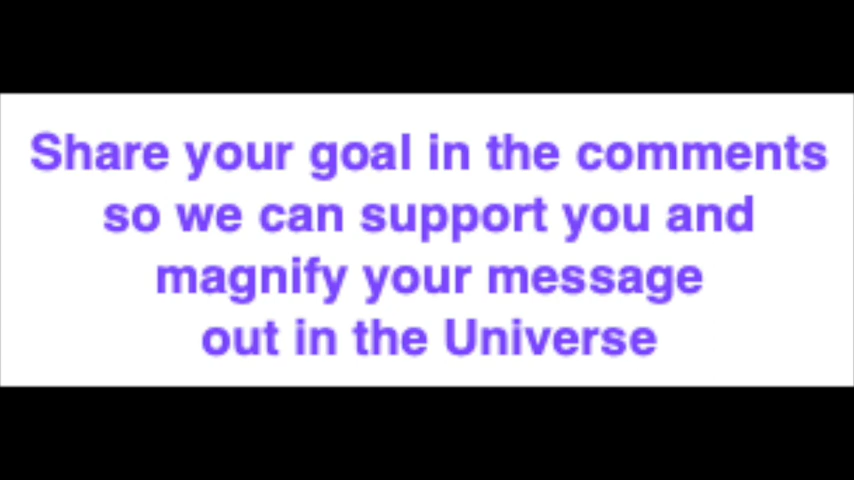 Share your goal in the comments
so we can support you and
magnify your message
out in the Universe